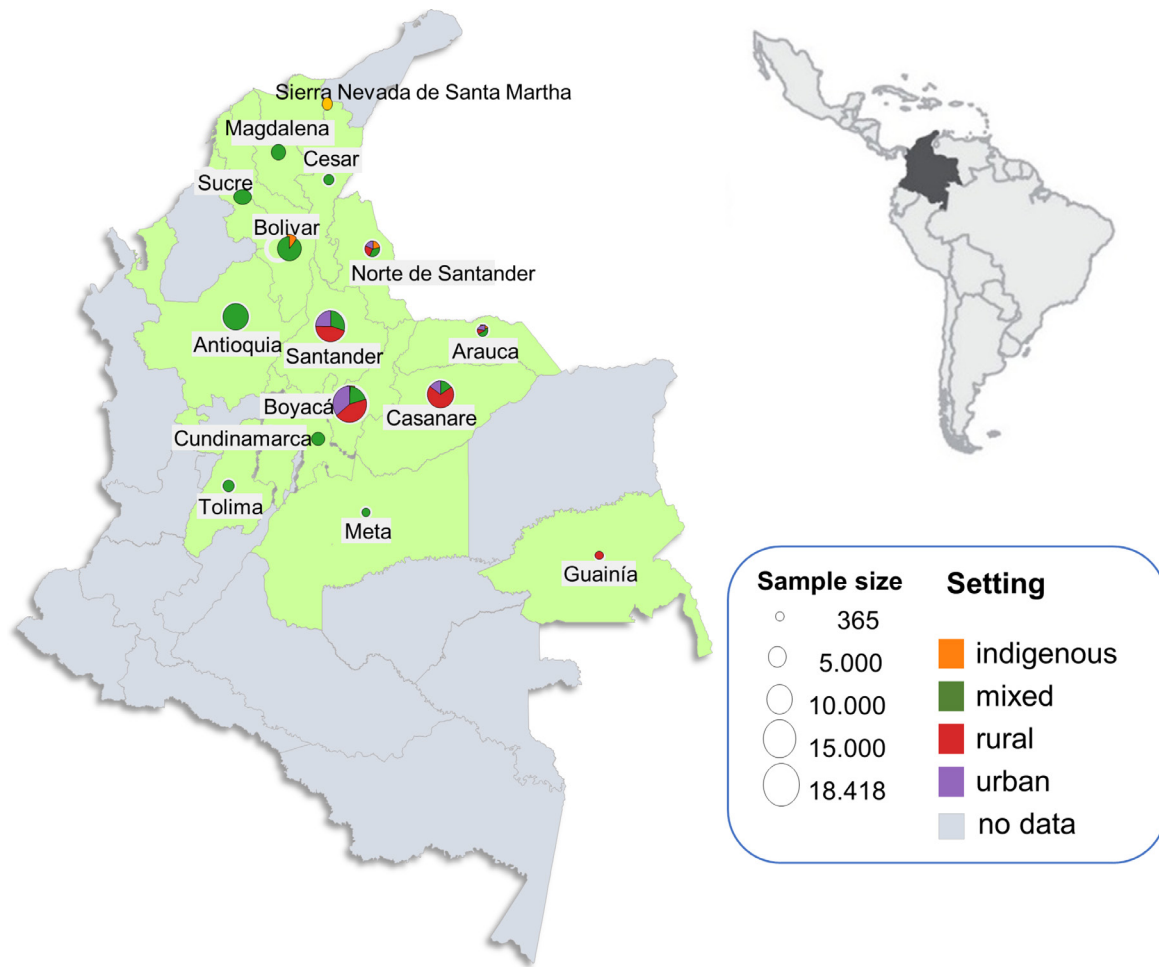 Sierra Nevada de Santa Martha
Magdalena
Cesar
Sucre
Bolivar
Norte de Santander
Antioquia
Santander
Arauca
Boyacá
Casanare
Cundinamarca
Tolima
Meta
Guainía
Sample size
365
5.000
10.000
15.000
18.418
Setting
indigenous
mixed
rural
urban
no data